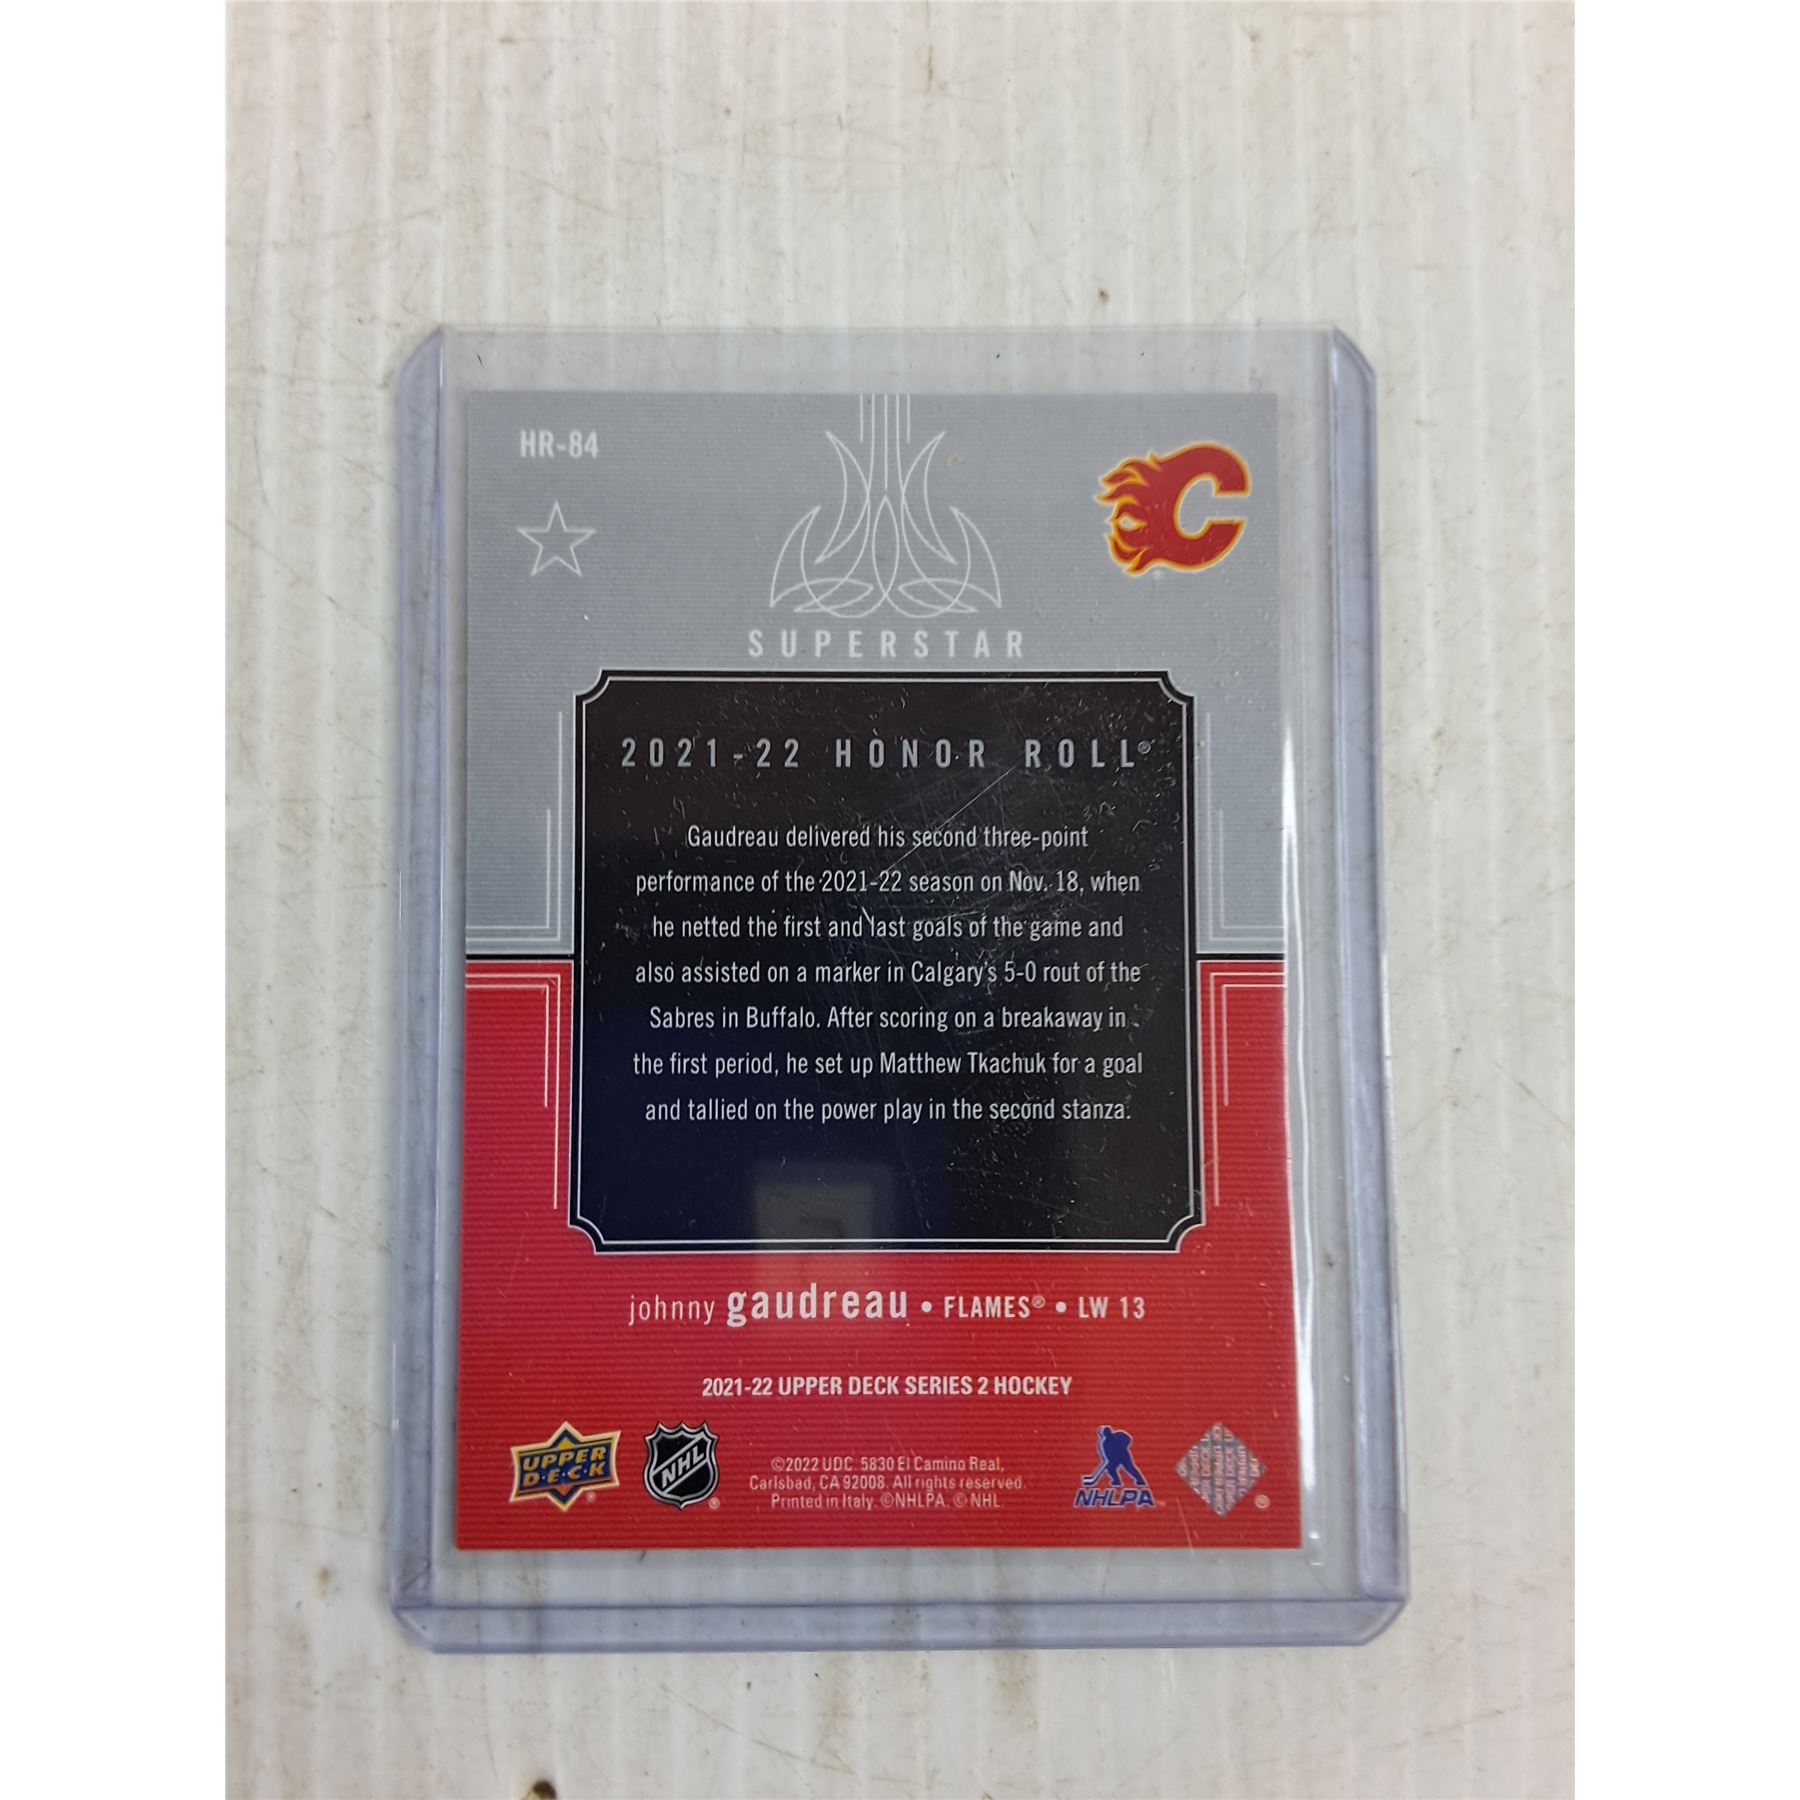 HR-84
SUPERSTAR
2021-22 HONOR ROLL®
Gaudreau delivered his second three-point
performance of the 2021-22 season on Nov. 18, when
he netted the first and last goals of the game and
also assisted on a marker in Calgary's 5-0 rout of the
Sabres in Buffalo. After scoring on a breakaway in
the first period, he set up Matthew Tkachuk for a goal
and tallied on the power play in the second stanza.
johnny gaudreau • FLAMES® • LW 13
2021-22 UPPER DECK SERIES 2 HOCKEY
UPPER
D·E·C·K
®
NHL
®
©2022 UDC. 5830 El Camino Real,
Carlsbad, CA 92008. All rights reserved.
Printed in Italy. ©NHLPA. ©NHL.
NHLPA
™
®